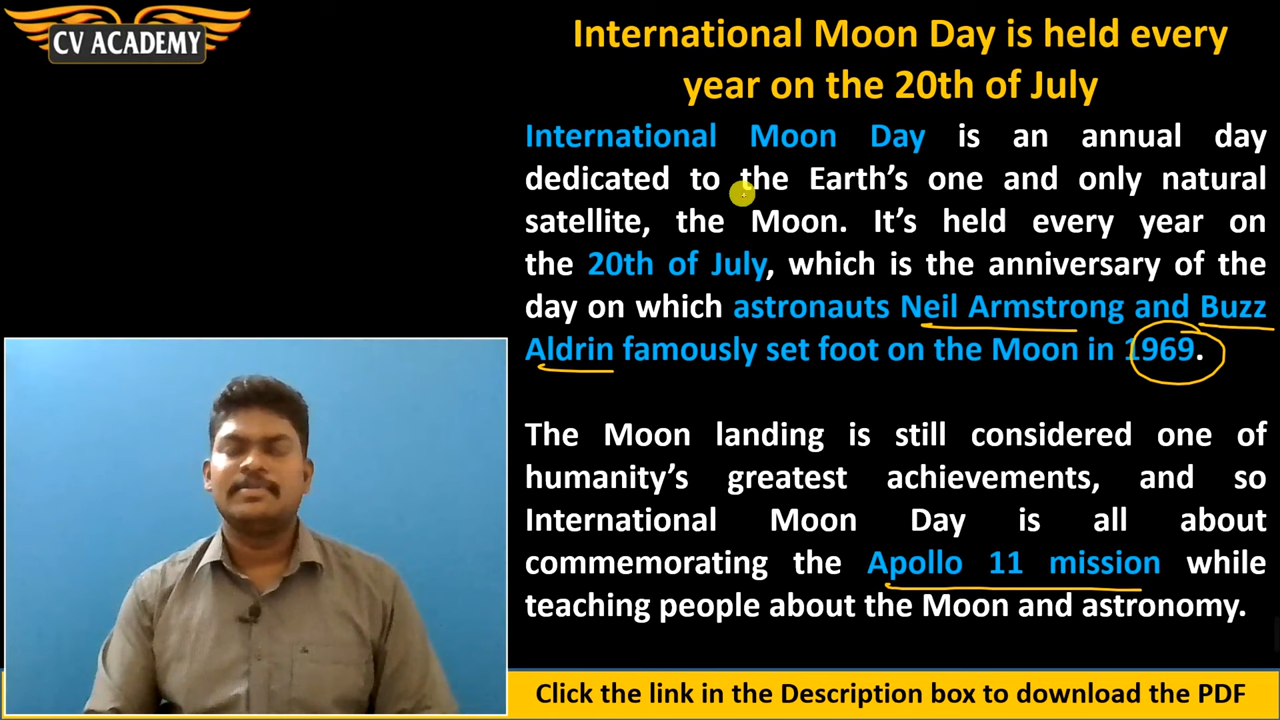 CV ACADEMY
International Moon Day is held every
year on the 20th of July
International Moon Day is an annual day
dedicated to the Earth’s one and only natural
satellite, the Moon. It’s held every year on
the 20th of July, which is the anniversary of the
day on which astronauts Neil Armstrong and Buzz
Aldrin famously set foot on the Moon in 1969.
The Moon landing is still considered one of
humanity’s greatest achievements, and so
International Moon Day is all about
commemorating the Apollo 11 mission while
teaching people about the Moon and astronomy.
Click the link in the Description box to download the PDF